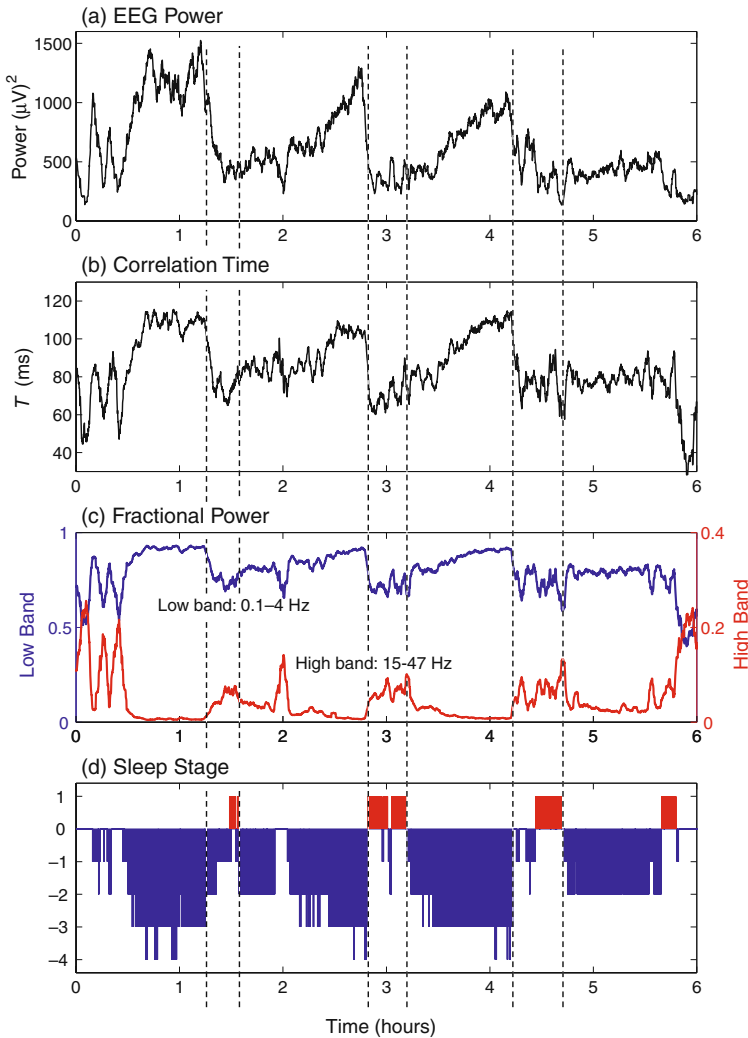 (a) EEG Power
1500
1000
500
0
Power (μV)²
0 1 2 3 4 5 6
(b) Correlation Time
120
100
80
60
40
T (ms)
0 1 2 3 4 5 6
(c) Fractional Power
1
0.5
0
Low Band
0.4
0.2
0
High Band
Low band: 0.1–4 Hz
High band: 15-47 Hz
0 1 2 3 4 5 6
(d) Sleep Stage
1
0
−1
−2
−3
−4
0 1 2 3 4 5 6
Time (hours)